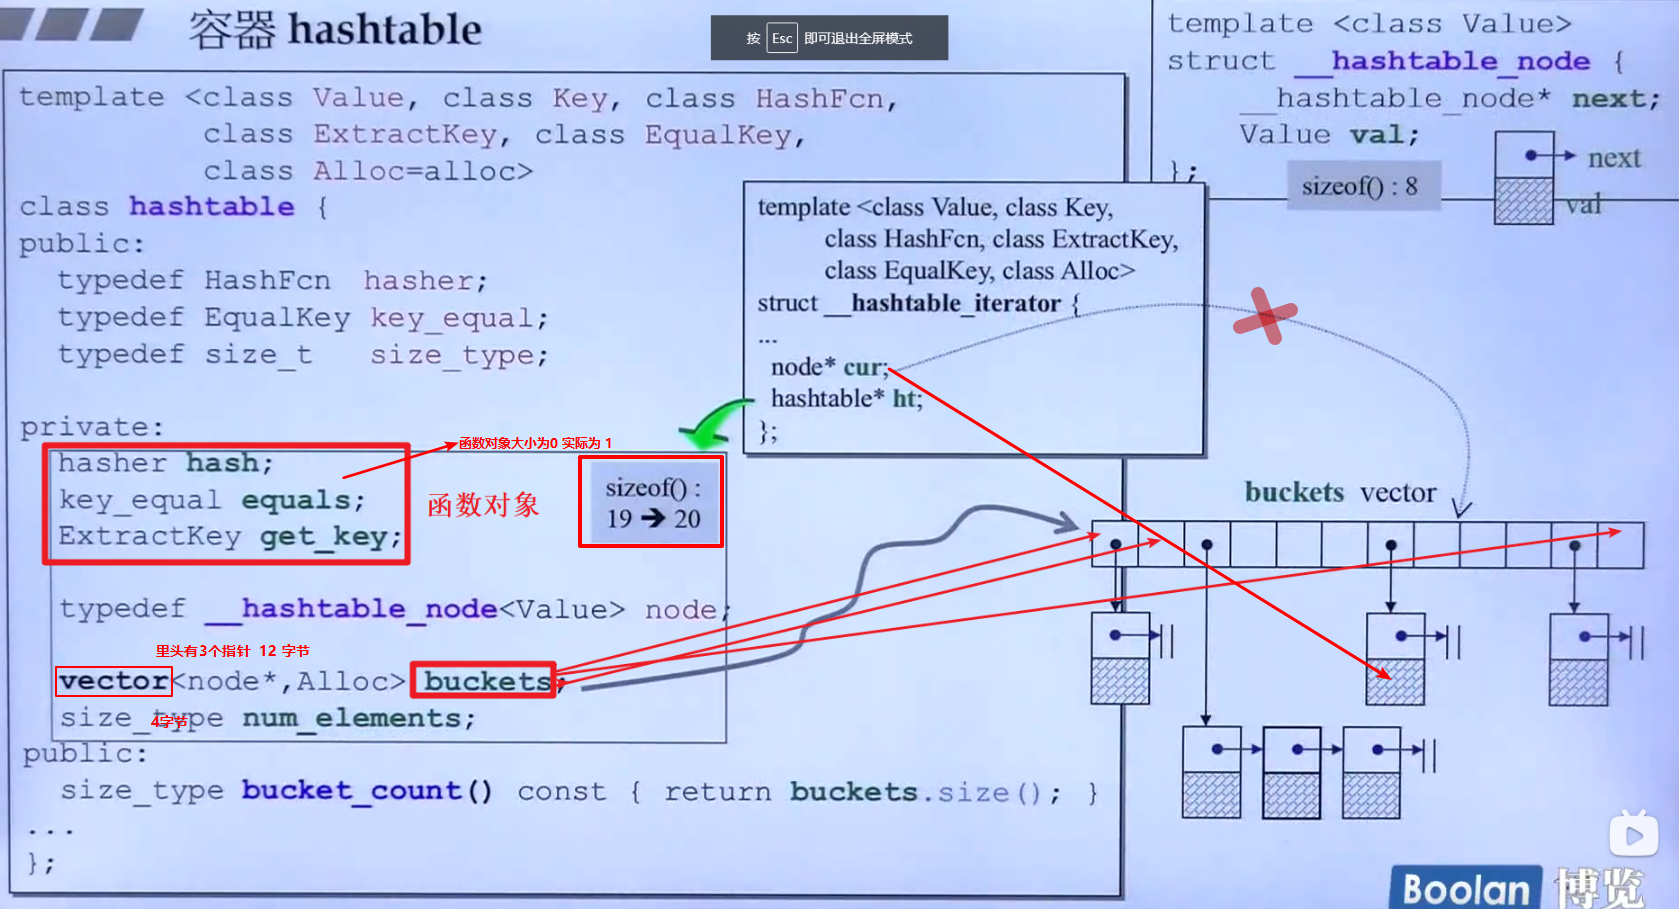 容器 hashtable
按 Esc 即可退出全屏模式
template <class Value, class Key, class HashFcn,
class ExtractKey, class EqualKey,
class Alloc=alloc>
class hashtable {
public:
typedef HashFcn hasher;
typedef EqualKey key_equal;
typedef size_t size_type;
private:
hasher hash;
key_equal equals;
ExtractKey get_key;
函数对象大小为0 实际为 1
函数对象
sizeof() :
19 ➔ 20
typedef __hashtable_node<Value> node;
里头有3个指针 12 字节
vector<node*,Alloc> buckets;
size_type num_elements;
4字节
public:
size_type bucket_count() const { return buckets.size(); }
...
};
template <class Value, class Key,
class HashFcn, class ExtractKey,
class EqualKey, class Alloc>
struct __hashtable_iterator {
...
node* cur;
hashtable* ht;
};
template <class Value>
struct __hashtable_node {
__hashtable_node* next;
Value val;
};
sizeof() : 8
next
val
buckets vector
Boolan 博览